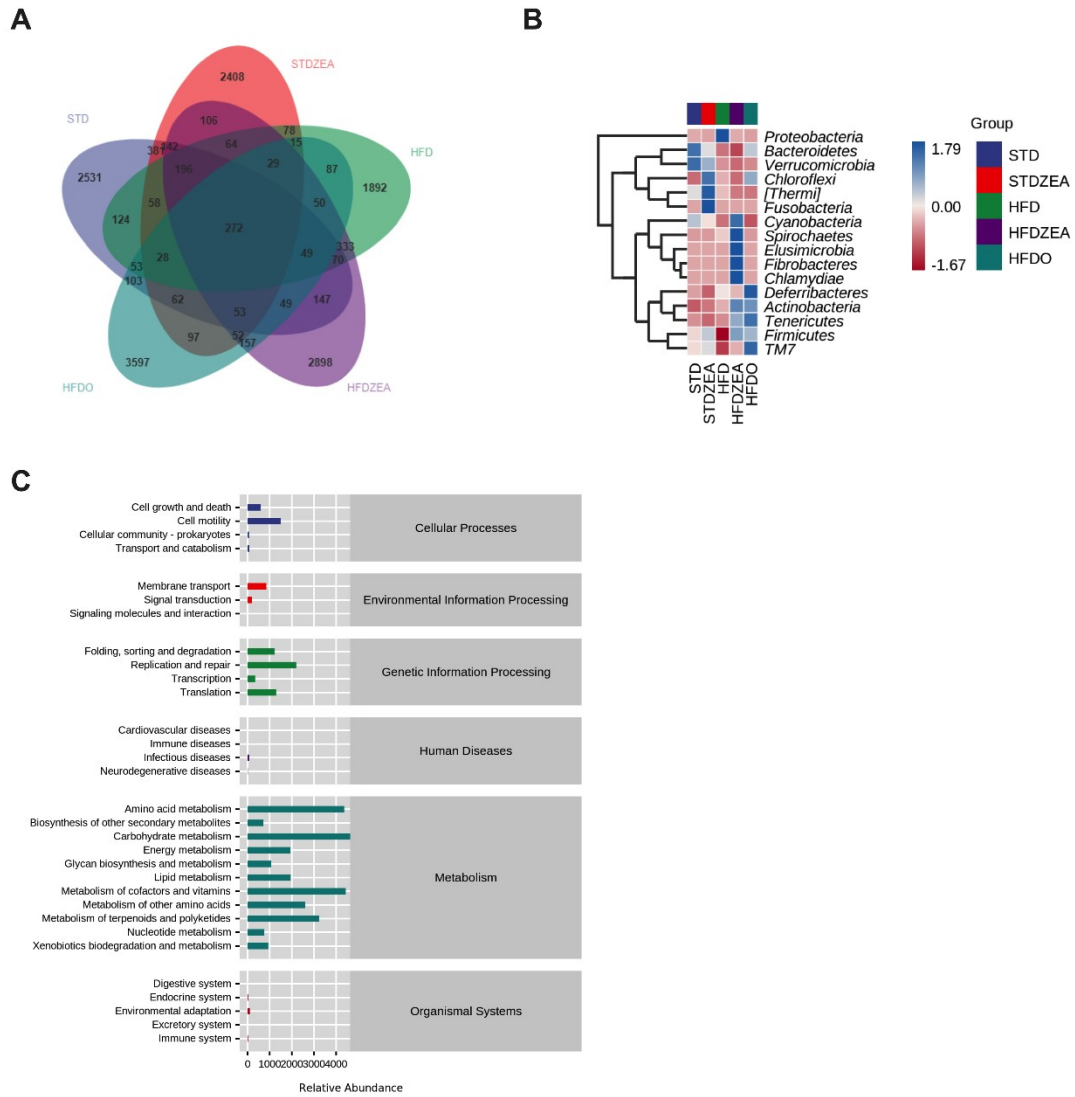 A
STDZEA
STD
HFD
HFDO
HFDZEA
2408
106
78
15
381
142
64
29
87
196
2531
1892
58
50
124
272
333
28
49
70
53
103
62
53
49
147
97
52
157
3597
2898
B
Proteobacteria
Bacteroidetes
Verrucomicrobia
Chloroflexi
[Thermi]
Fusobacteria
Cyanobacteria
Spirochaetes
Elusimicrobia
Fibrobacteres
Chlamydiae
Deferribacteres
Actinobacteria
Tenericutes
Firmicutes
TM7
STD
STDZEA
HFD
HFDZEA
HFDO
1.79
0.00
-1.67
Group
STD
STDZEA
HFD
HFDZEA
HFDO
C
Cell growth and death
Cell motility
Cellular community - prokaryotes
Transport and catabolism
Cellular Processes
Membrane transport
Signal transduction
Signaling molecules and interaction
Environmental Information Processing
Folding, sorting and degradation
Replication and repair
Transcription
Translation
Genetic Information Processing
Cardiovascular diseases
Immune diseases
Infectious diseases
Neurodegenerative diseases
Human Diseases
Amino acid metabolism
Biosynthesis of other secondary metabolites
Carbohydrate metabolism
Energy metabolism
Glycan biosynthesis and metabolism
Lipid metabolism
Metabolism of cofactors and vitamins
Metabolism of other amino acids
Metabolism of terpenoids and polyketides
Nucleotide metabolism
Xenobiotics biodegradation and metabolism
Metabolism
Digestive system
Endocrine system
Environmental adaptation
Excretory system
Immune system
Organismal Systems
0 1000 2000 3000 4000
Relative Abundance